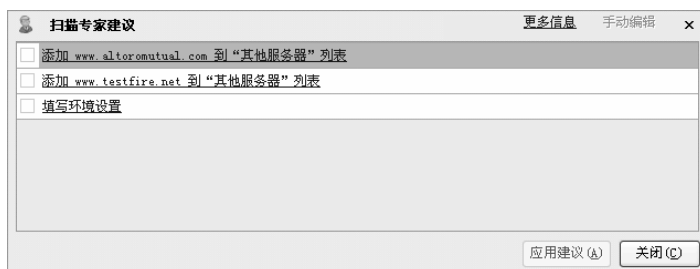 扫描专家建议 更多信息 手动编辑 ×
添加 www.altoromutual.com 到“其他服务器”列表
添加 www.testfire.net 到“其他服务器”列表
填写环境设置
应用建议(A) 关闭(C)